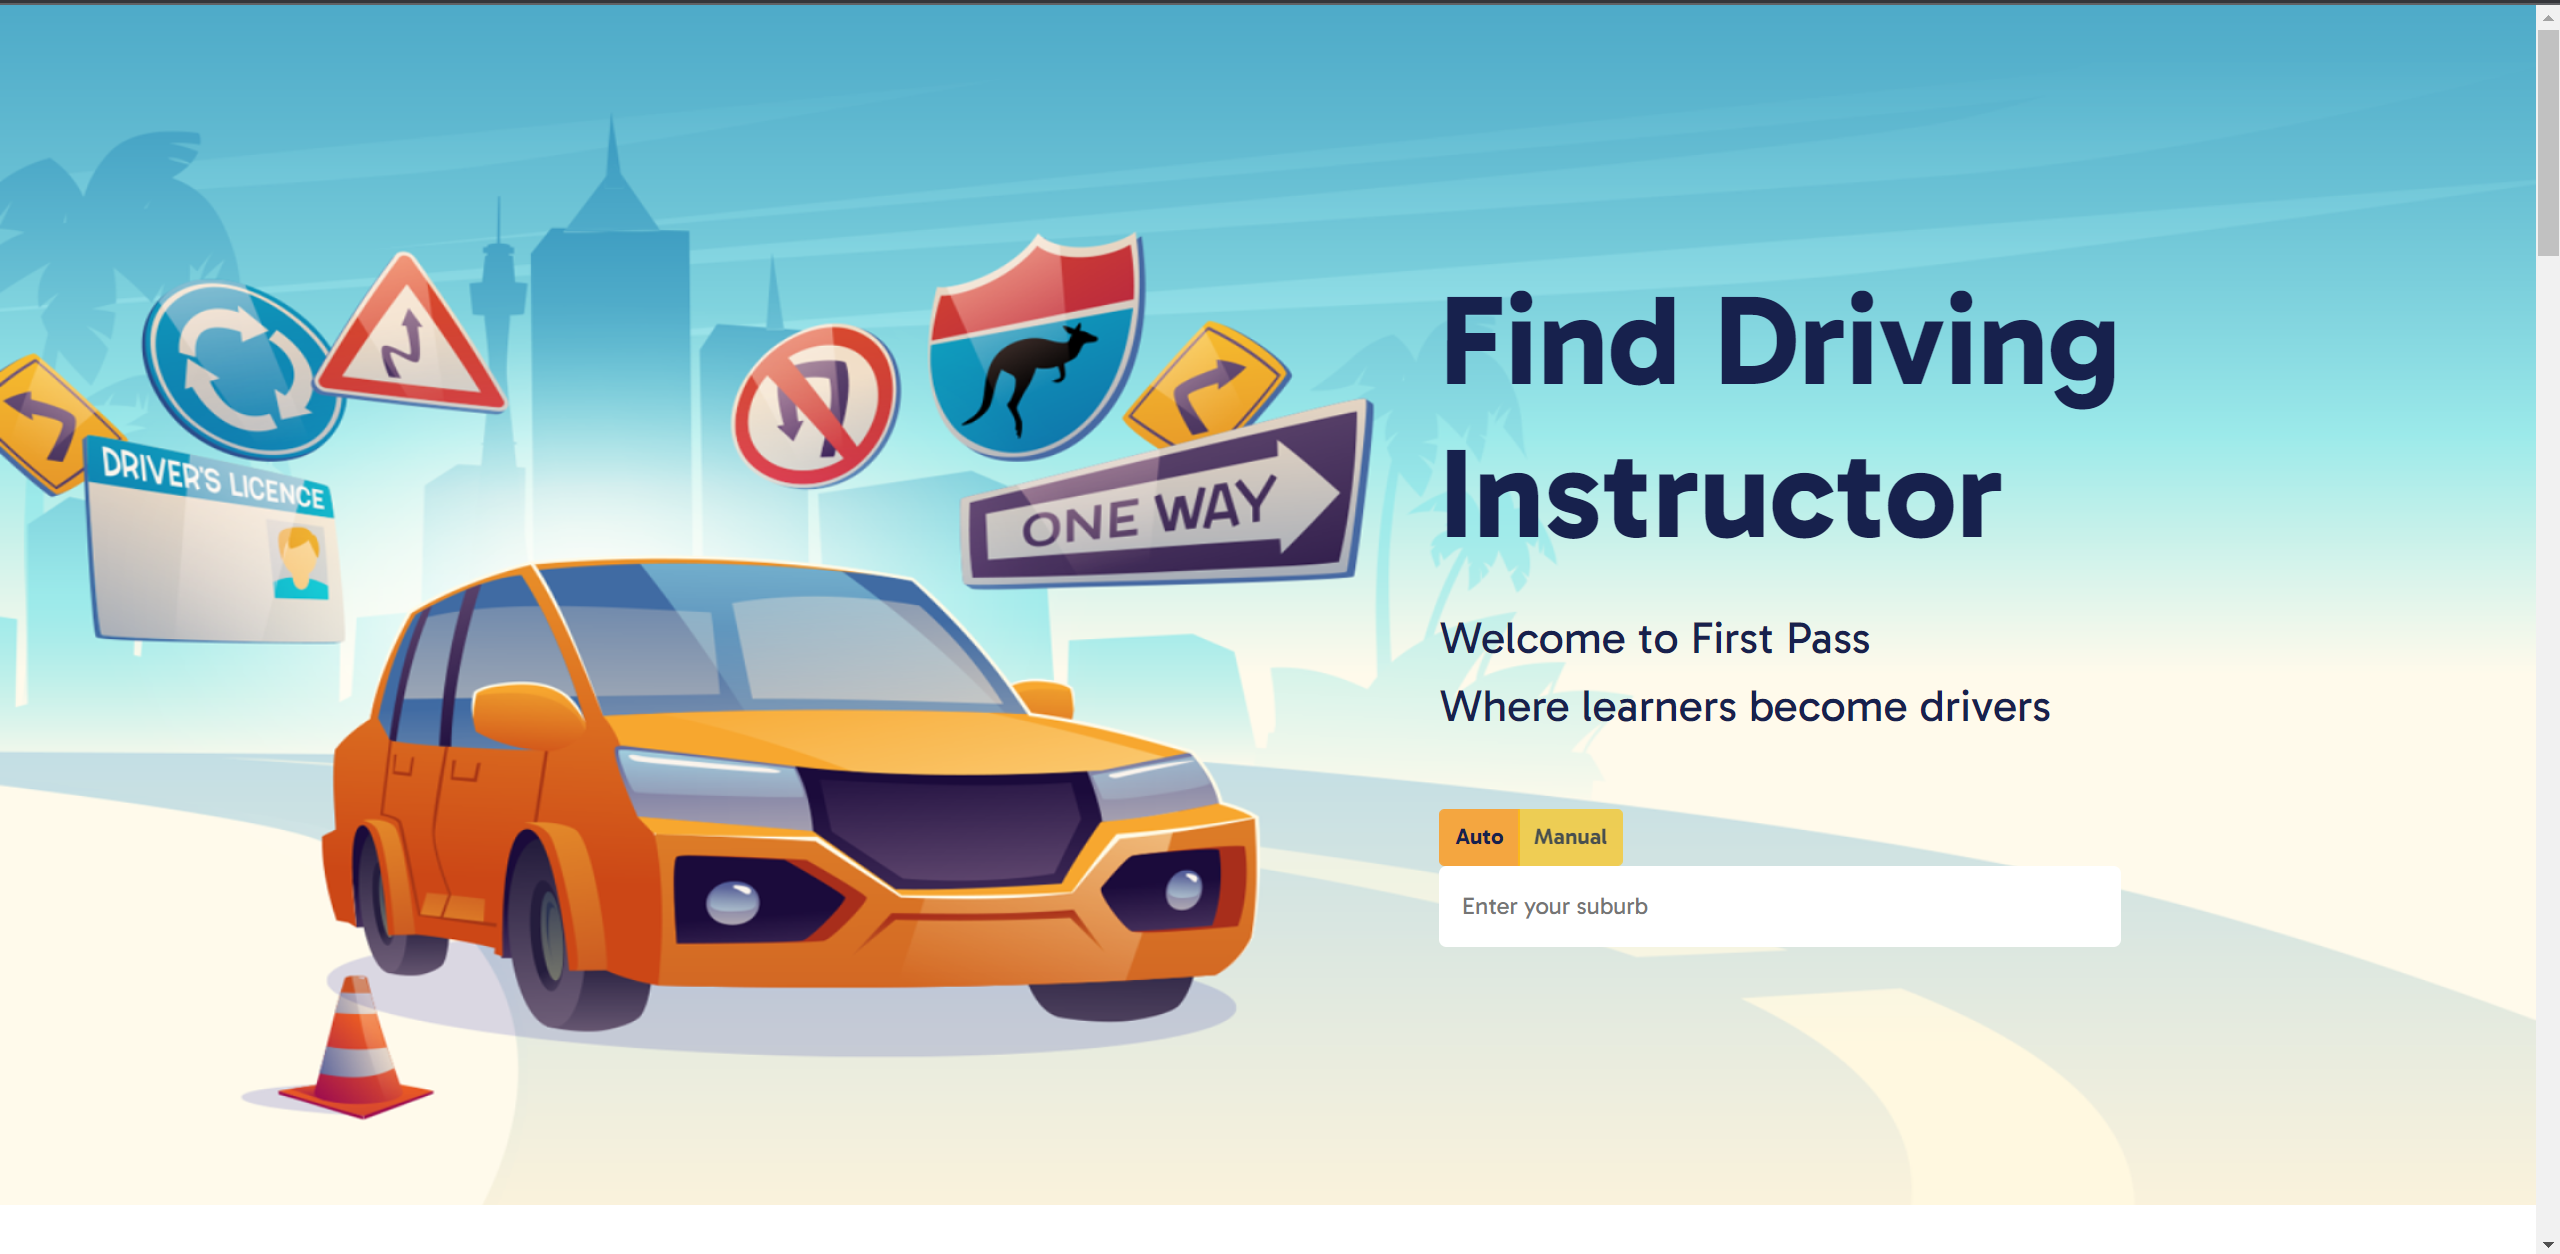 DRIVER'S LICENCE
ONE WAY
Find Driving
Instructor
Welcome to First Pass
Where learners become drivers
Auto Manual
Enter your suburb